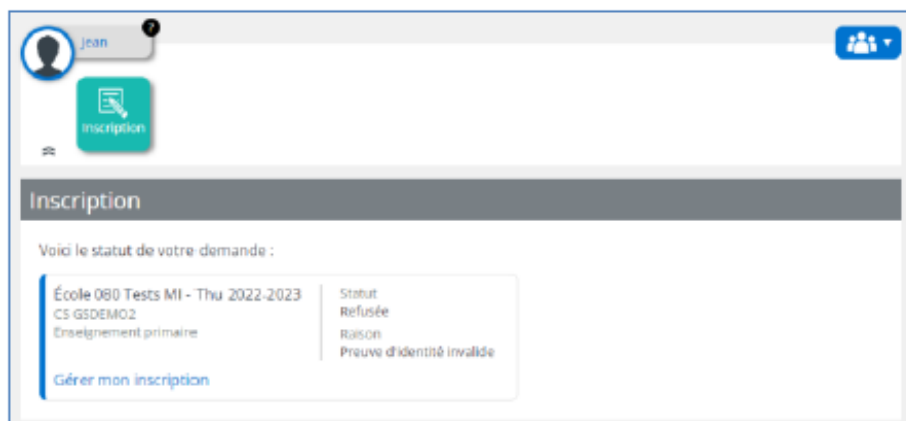 Jean
?
Inscription
Inscription
Voici le statut de votre demande :
École 080 Tests MI - Thu 2022-2023
CS GSDEMO2
Enseignement primaire
Statut
Refusée
Raison
Preuve d'identité invalide
Gérer mon inscription